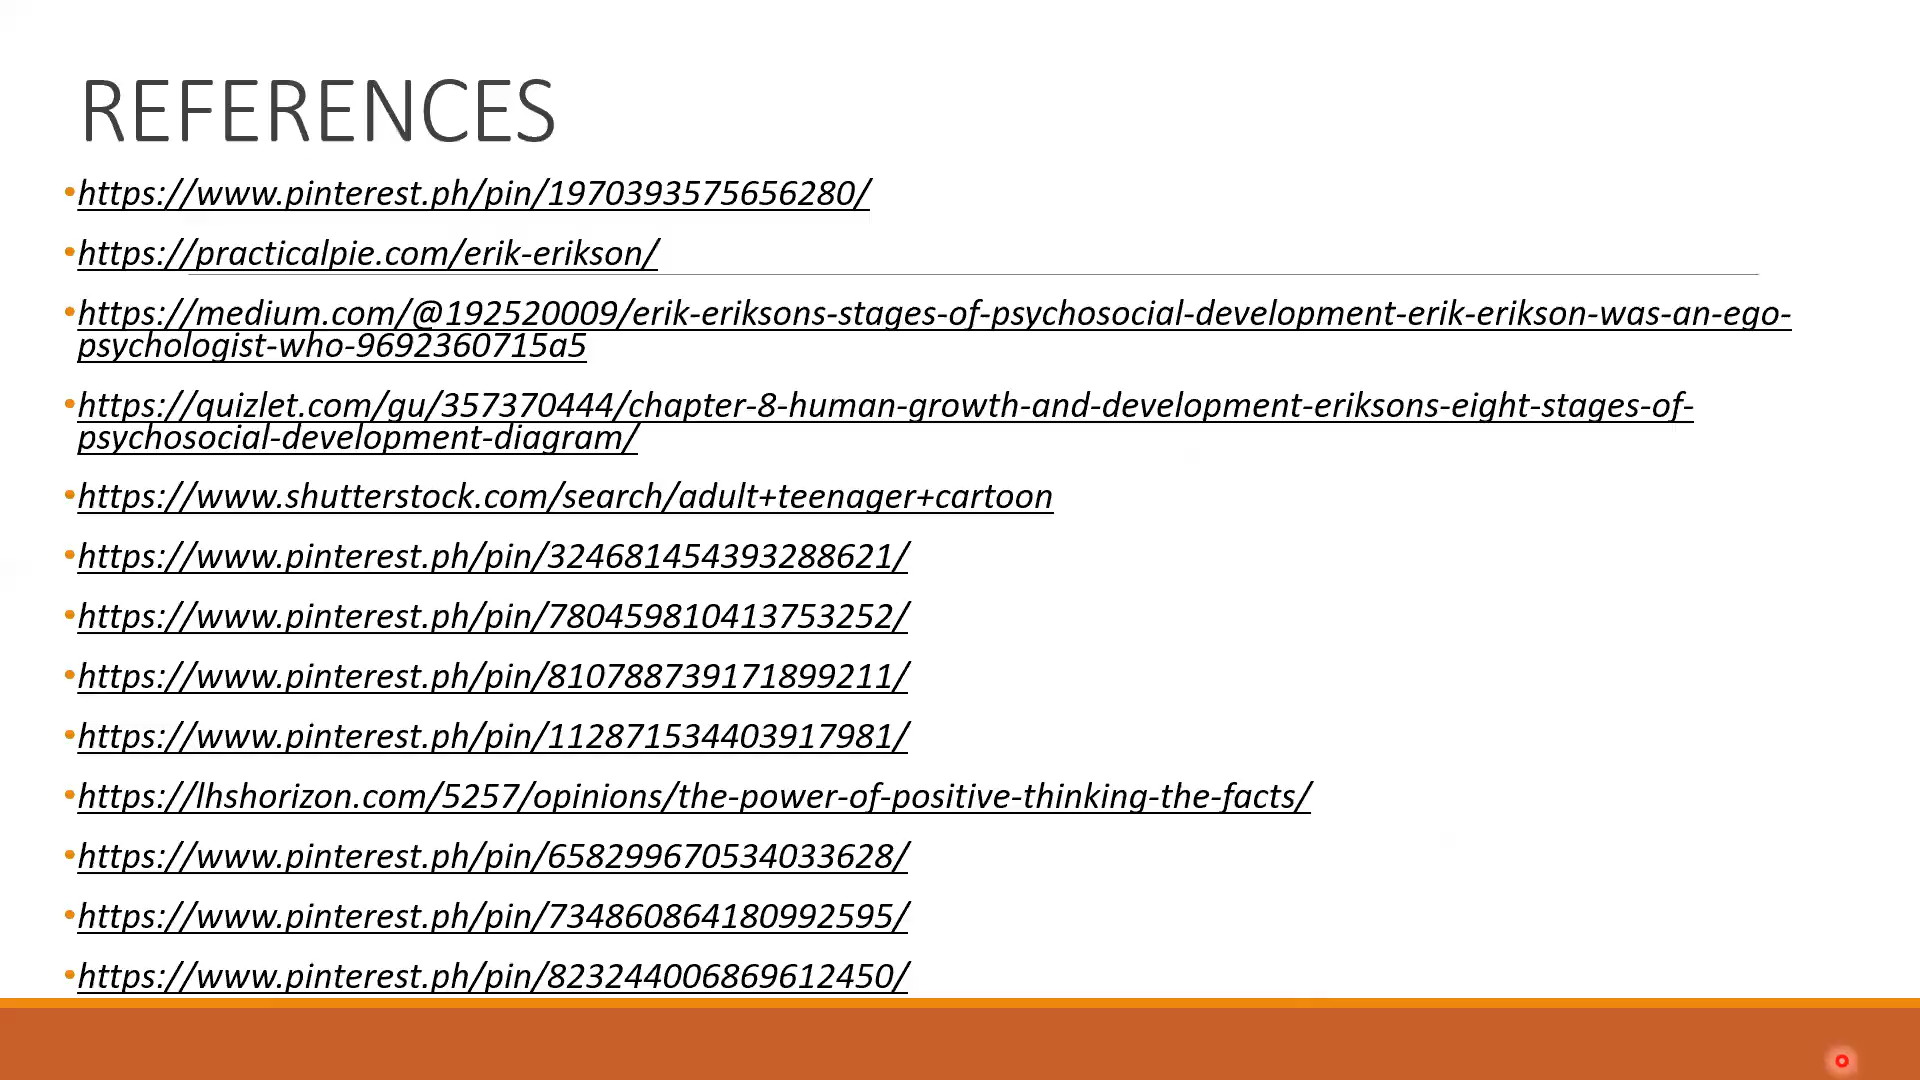 REFERENCES
•https://www.pinterest.ph/pin/1970393575656280/
•https://practicalpie.com/erik-erikson/
•https://medium.com/@192520009/erik-eriksons-stages-of-psychosocial-development-erik-erikson-was-an-ego-
psychologist-who-9692360715a5
•https://quizlet.com/gu/357370444/chapter-8-human-growth-and-development-eriksons-eight-stages-of-
psychosocial-development-diagram/
•https://www.shutterstock.com/search/adult+teenager+cartoon
•https://www.pinterest.ph/pin/324681454393288621/
•https://www.pinterest.ph/pin/780459810413753252/
•https://www.pinterest.ph/pin/810788739171899211/
•https://www.pinterest.ph/pin/112871534403917981/
•https://lhshorizon.com/5257/opinions/the-power-of-positive-thinking-the-facts/
•https://www.pinterest.ph/pin/658299670534033628/
•https://www.pinterest.ph/pin/734860864180992595/
•https://www.pinterest.ph/pin/823244006869612450/